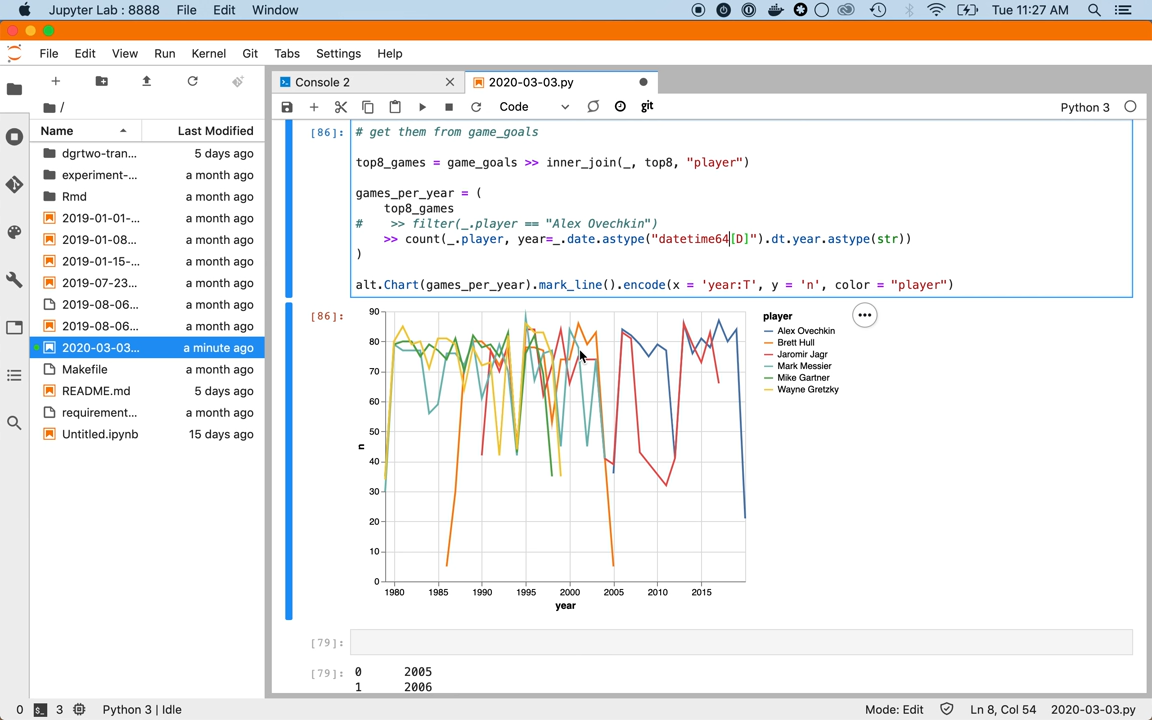 Jupyter Lab : 8888 File Edit Window Tue 11:27 AM
File Edit View Run Kernel Git Tabs Settings Help
Console 2
2020-03-03.py
Code
git
Python 3
/
Name Last Modified
dgrtwo-tran... 5 days ago
experiment-... a month ago
Rmd a month ago
2019-01-01-... a month ago
2019-01-08... a month ago
2019-01-15-... a month ago
2019-07-23... a month ago
2019-08-06... a month ago
2019-08-06... a month ago
2020-03-03... a minute ago
Makefile a month ago
README.md 5 days ago
requirement... a month ago
Untitled.ipynb 15 days ago
[86]: # get them from game_goals
top8_games = game_goals >> inner_join(_, top8, "player")
games_per_year = (
top8_games
# >> filter(_.player == "Alex Ovechkin")
>> count(_.player, year=_.date.astype("datetime64[D]").dt.year.astype(str))
)
alt.Chart(games_per_year).mark_line().encode(x = 'year:T', y = 'n', color = "player")
[86]:
90
80
70
60
50
40
30
20
10
0
n
1980 1985 1990 1995 2000 2005 2010 2015
year
player
Alex Ovechkin
Brett Hull
Jaromir Jagr
Mark Messier
Mike Gartner
Wayne Gretzky
[79]:
[79]: 0 2005
1 2006
0 3 Python 3 | Idle Mode: Edit Ln 8, Col 54 2020-03-03.py